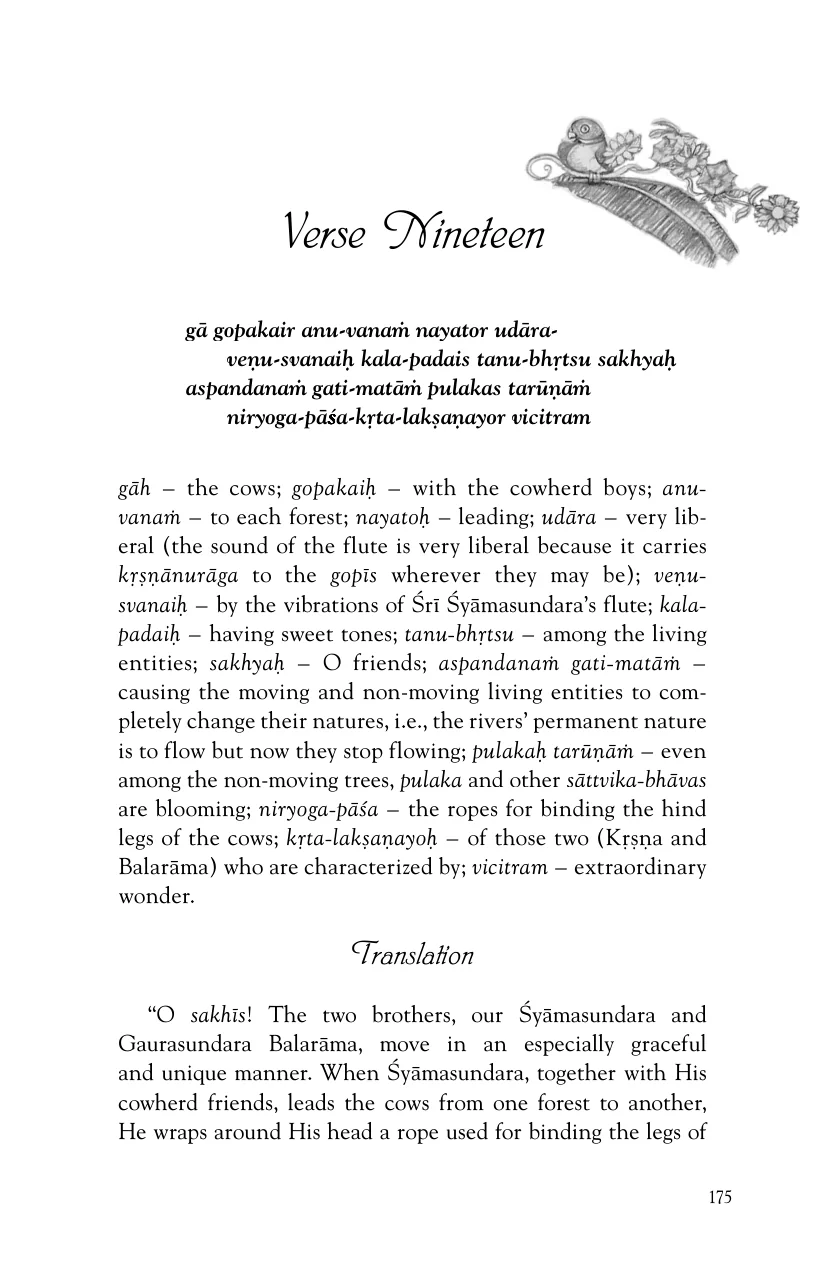 Verse Nineteen
gā gopakair anu-vanaṁ nayator udāra-
veṇu-svanaiḥ kala-padais tanu-bhṛtsu sakhyaḥ
aspandanaṁ gati-matāṁ pulakas tarūṇāṁ
niryoga-pāśa-kṛta-lakṣaṇayor vicitram
gāh – the cows; gopakaiḥ – with the cowherd boys; anu-
vanaṁ – to each forest; nayatoḥ – leading; udāra – very lib-
eral (the sound of the flute is very liberal because it carries
kṛṣṇānurāga to the gopīs wherever they may be); veṇu-
svanaiḥ – by the vibrations of Śrī Śyāmasundara’s flute; kala-
padaiḥ – having sweet tones; tanu-bhṛtsu – among the living
entities; sakhyaḥ – O friends; aspandanaṁ gati-matāṁ –
causing the moving and non-moving living entities to com-
pletely change their natures, i.e., the rivers’ permanent nature
is to flow but now they stop flowing; pulakaḥ tarūṇāṁ – even
among the non-moving trees, pulaka and other sāttvika-bhāvas
are blooming; niryoga-pāśa – the ropes for binding the hind
legs of the cows; kṛta-lakṣaṇayoḥ – of those two (Kṛṣṇa and
Balarāma) who are characterized by; vicitram – extraordinary
wonder.
Translation
“O sakhīs! The two brothers, our Śyāmasundara and
Gaurasundara Balarāma, move in an especially graceful
and unique manner. When Śyāmasundara, together with His
cowherd friends, leads the cows from one forest to another,
He wraps around His head a rope used for binding the legs of
175